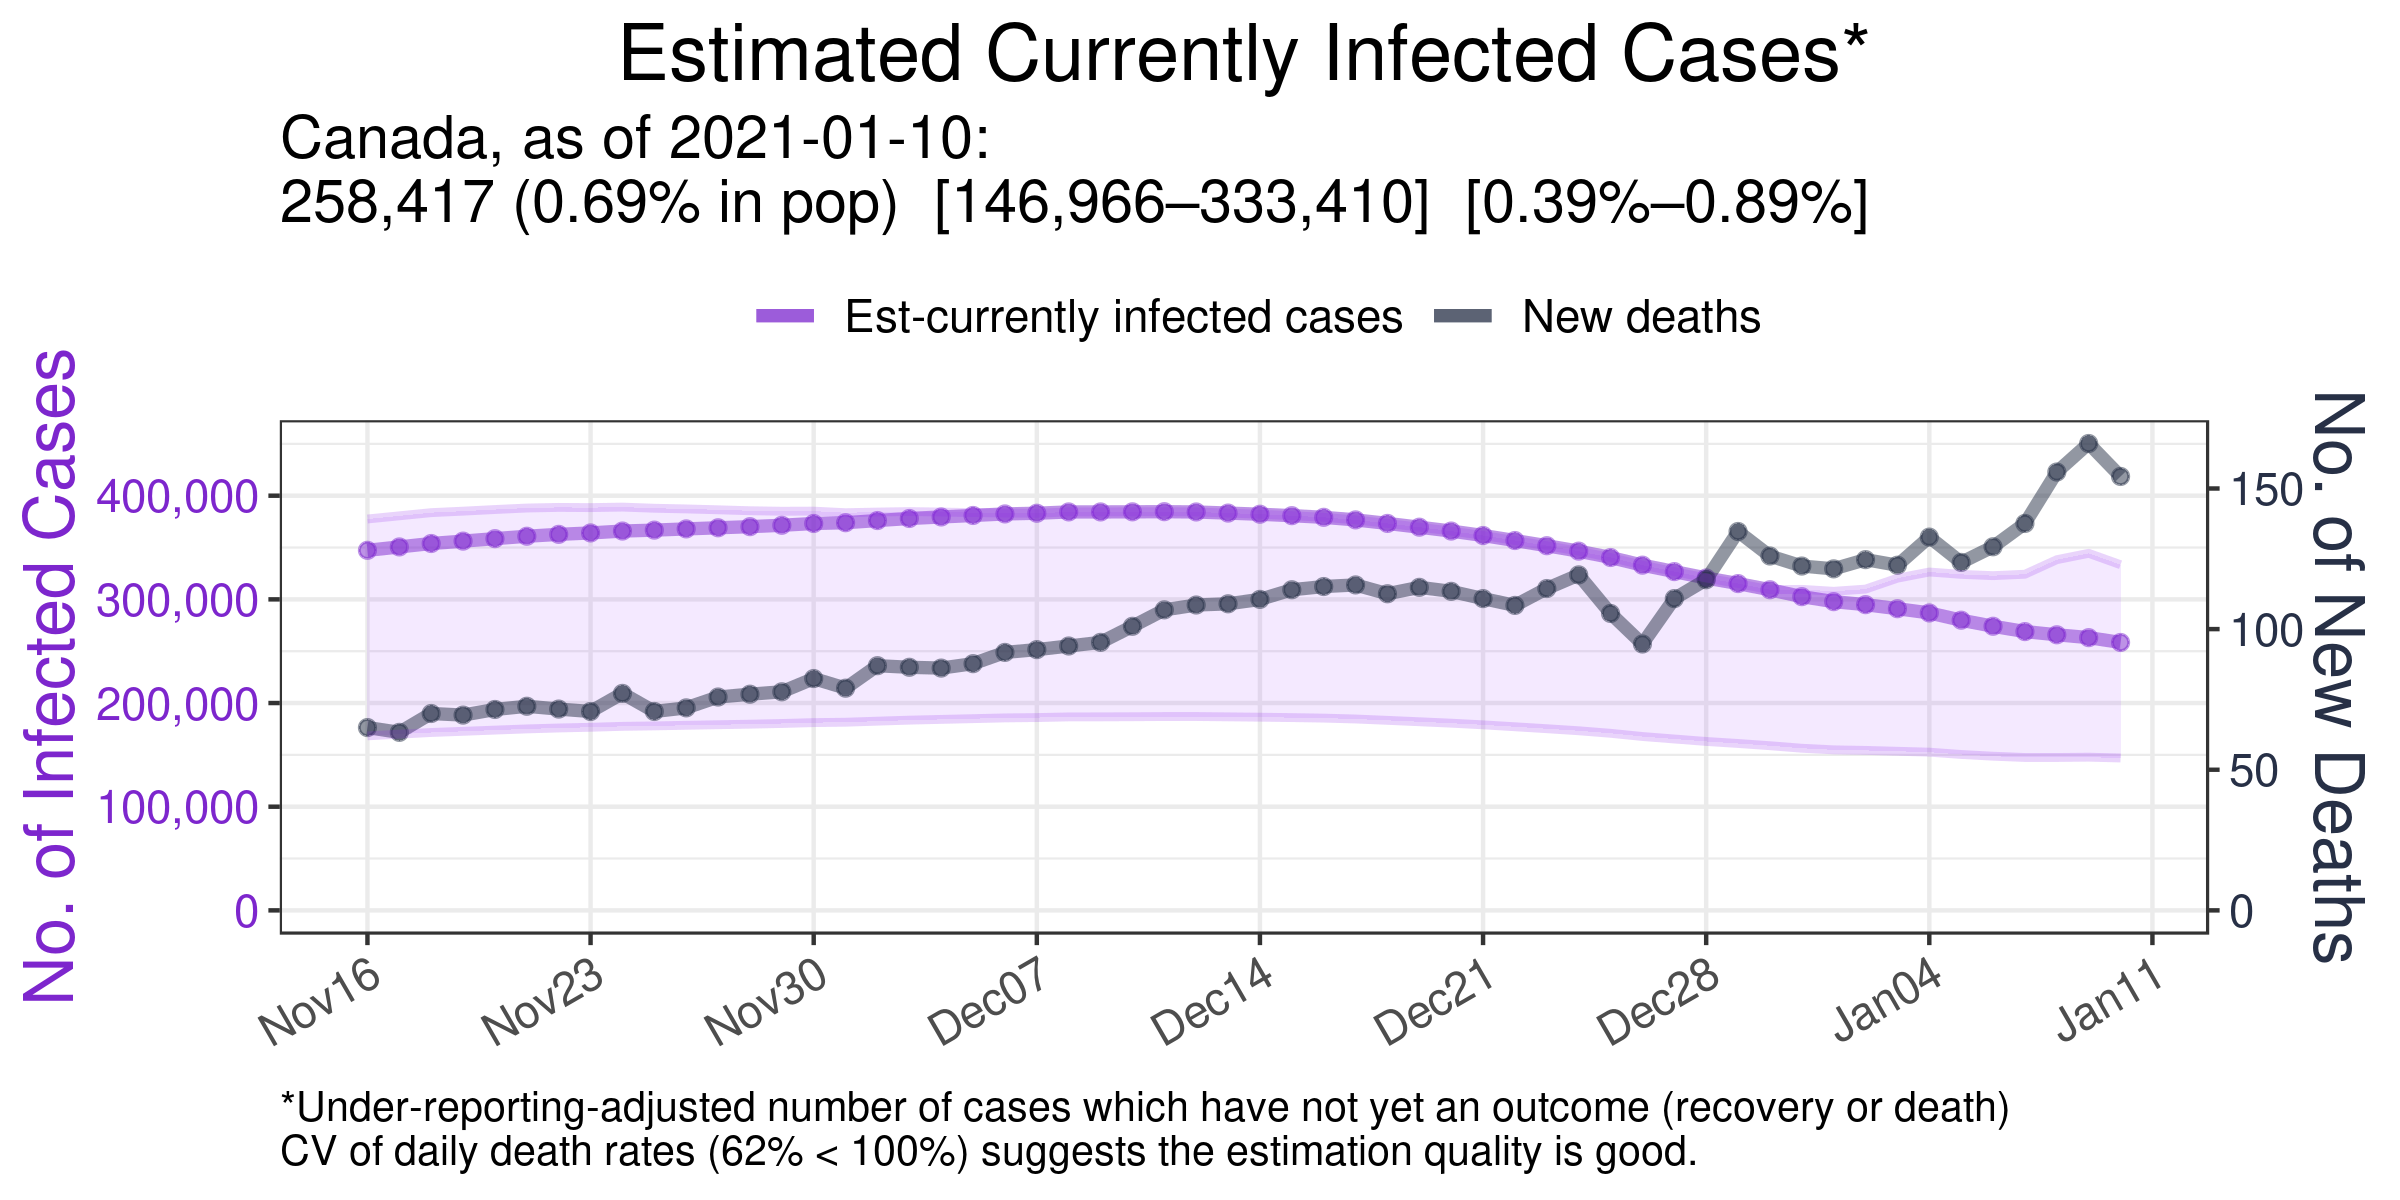 Estimated Currently Infected Cases*
Canada, as of 2021-01-10:
258,417 (0.69% in pop)  [146,966–333,410]  [0.39%–0.89%]
Est-currently infected cases
New deaths
No. of Infected Cases
400,000
300,000
200,000
100,000
0
150
100
50
0
No. of New Deaths
Nov16
Nov23
Nov30
Dec07
Dec14
Dec21
Dec28
Jan04
Jan11
*Under-reporting-adjusted number of cases which have not yet an outcome (recovery or death)
CV of daily death rates (62% < 100%) suggests the estimation quality is good.